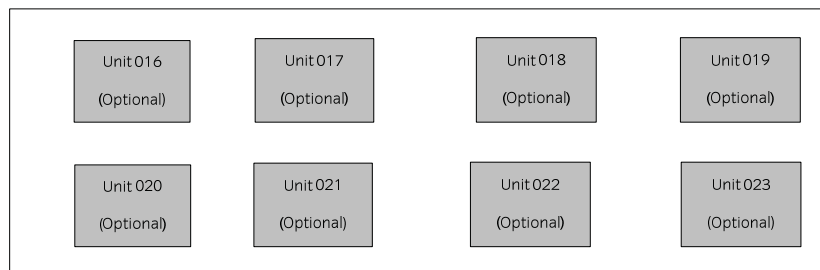 Unit 016
(Optional)
Unit 017
(Optional)
Unit 018
(Optional)
Unit 019
(Optional)
Unit 020
(Optional)
Unit 021
(Optional)
Unit 022
(Optional)
Unit 023
(Optional)